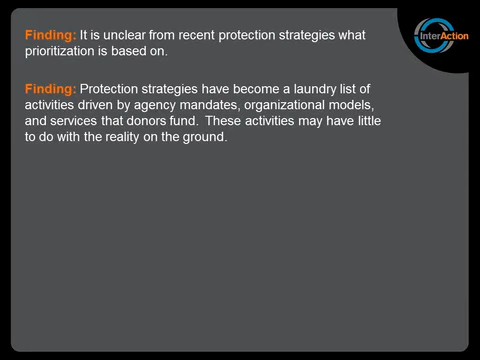 InterAction
Finding: It is unclear from recent protection strategies what
prioritization is based on.
Finding: Protection strategies have become a laundry list of
activities driven by agency mandates, organizational models,
and services that donors fund.  These activities may have little
to do with the reality on the ground.